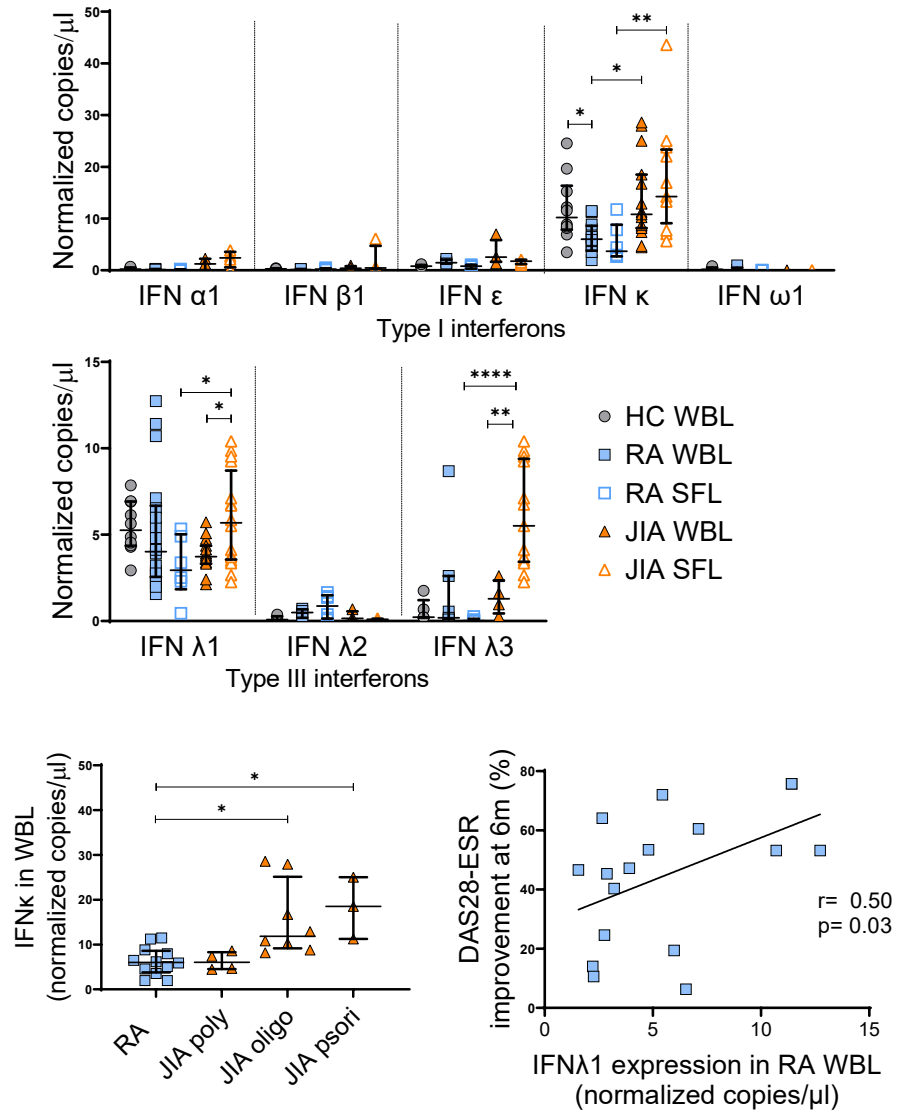 50
40
30
20
10
0
Normalized copies/µl
**
*
*
IFN α1
IFN β1
IFN ε
IFN κ
IFN ω1
Type I interferons
15
10
5
0
Normalized copies/µl
*
*
****
**
IFN λ1
IFN λ2
IFN λ3
Type III interferons
HC WBL
RA WBL
RA SFL
JIA WBL
JIA SFL
50
40
30
20
10
0
IFNκ in WBL
(normalized copies/µl)
*
*
RA
JIA poly
JIA oligo
JIA psori
80
60
40
20
0
DAS28-ESR
improvement at 6m (%)
r= 0.50
p= 0.03
0
5
10
15
IFNλ1 expression in RA WBL
(normalized copies/µl)